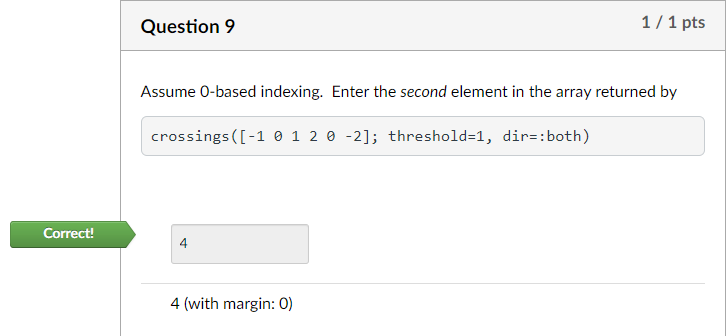 Question 9
1 / 1 pts
Assume 0-based indexing. Enter the second element in the array returned by
crossings([-1 0 1 2 0 -2]; threshold=1, dir=:both)
Correct!
4
4 (with margin: 0)